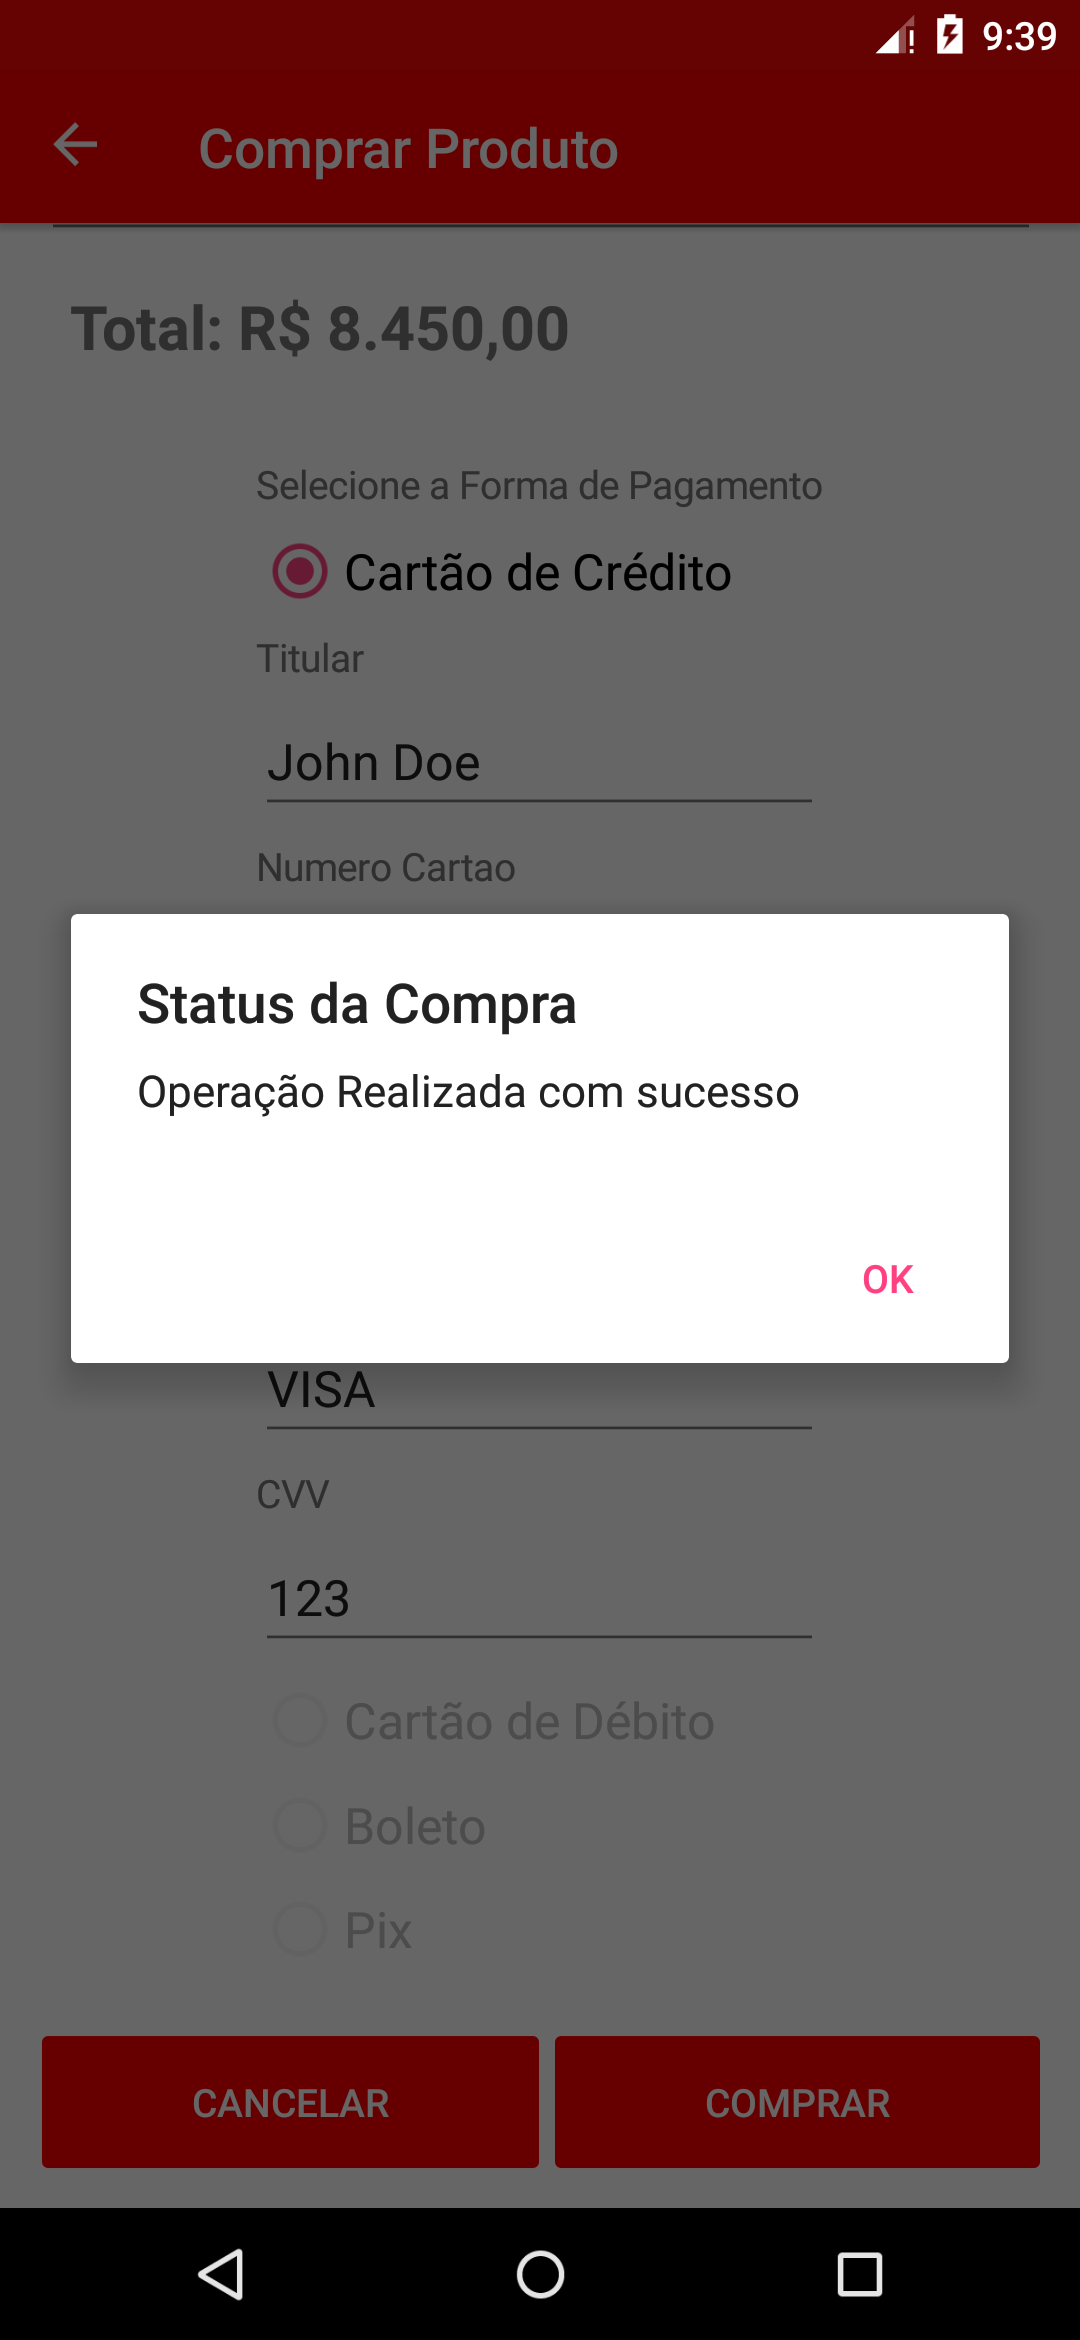 9:39
Comprar Produto
Total: R$ 8.450,00
Selecione a Forma de Pagamento
Cartão de Crédito
Titular
John Doe
Numero Cartao
Status da Compra
Operação Realizada com sucesso
OK
VISA
CVV
123
Cartão de Débito
Boleto
Pix
CANCELAR
COMPRAR